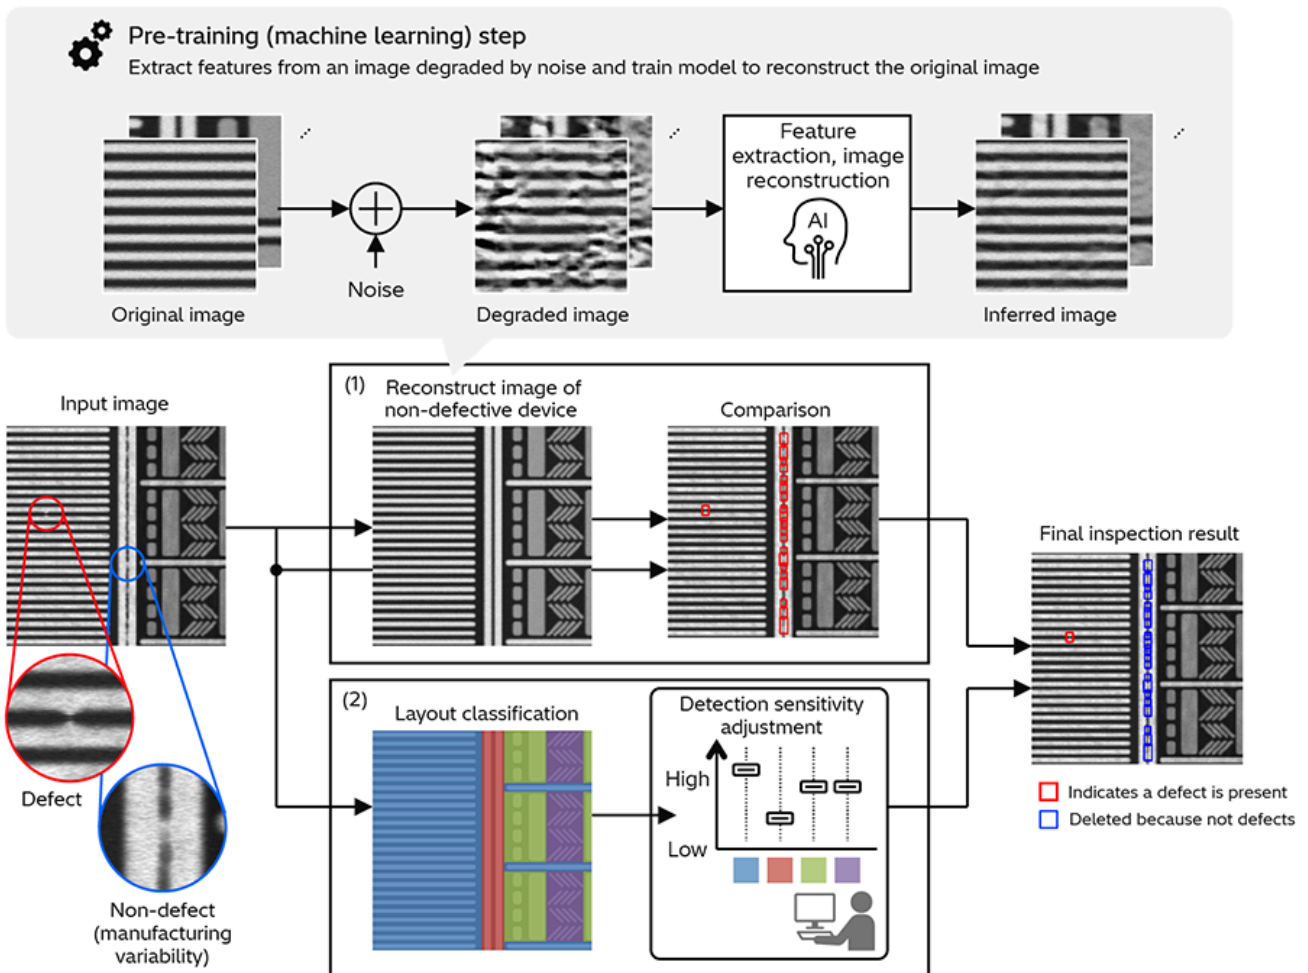 Pre-training (machine learning) step
Extract features from an image degraded by noise and train model to reconstruct the original image
Feature
extraction, image
reconstruction
AI
Noise
Original image
Degraded image
Inferred image
Input image
(1)
Reconstruct image of
non-defective device
Comparison
Final inspection result
Defect
Non-defect
(manufacturing
variability)
(2)
Layout classification
Detection sensitivity
adjustment
High
Low
Indicates a defect is present
Deleted because not defects